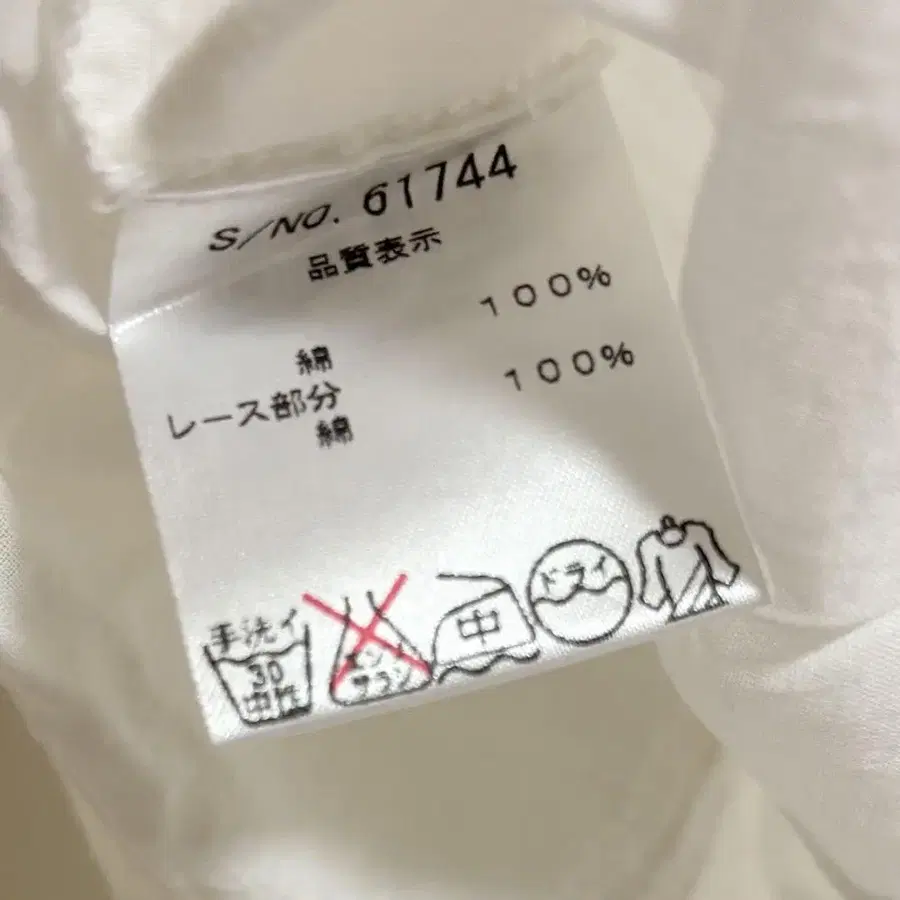 S/NO. 61744
品質表示
綿 100%
レース部分
綿 100%
手洗イ
30
中性
エンソ
サラシ
中
ドライ